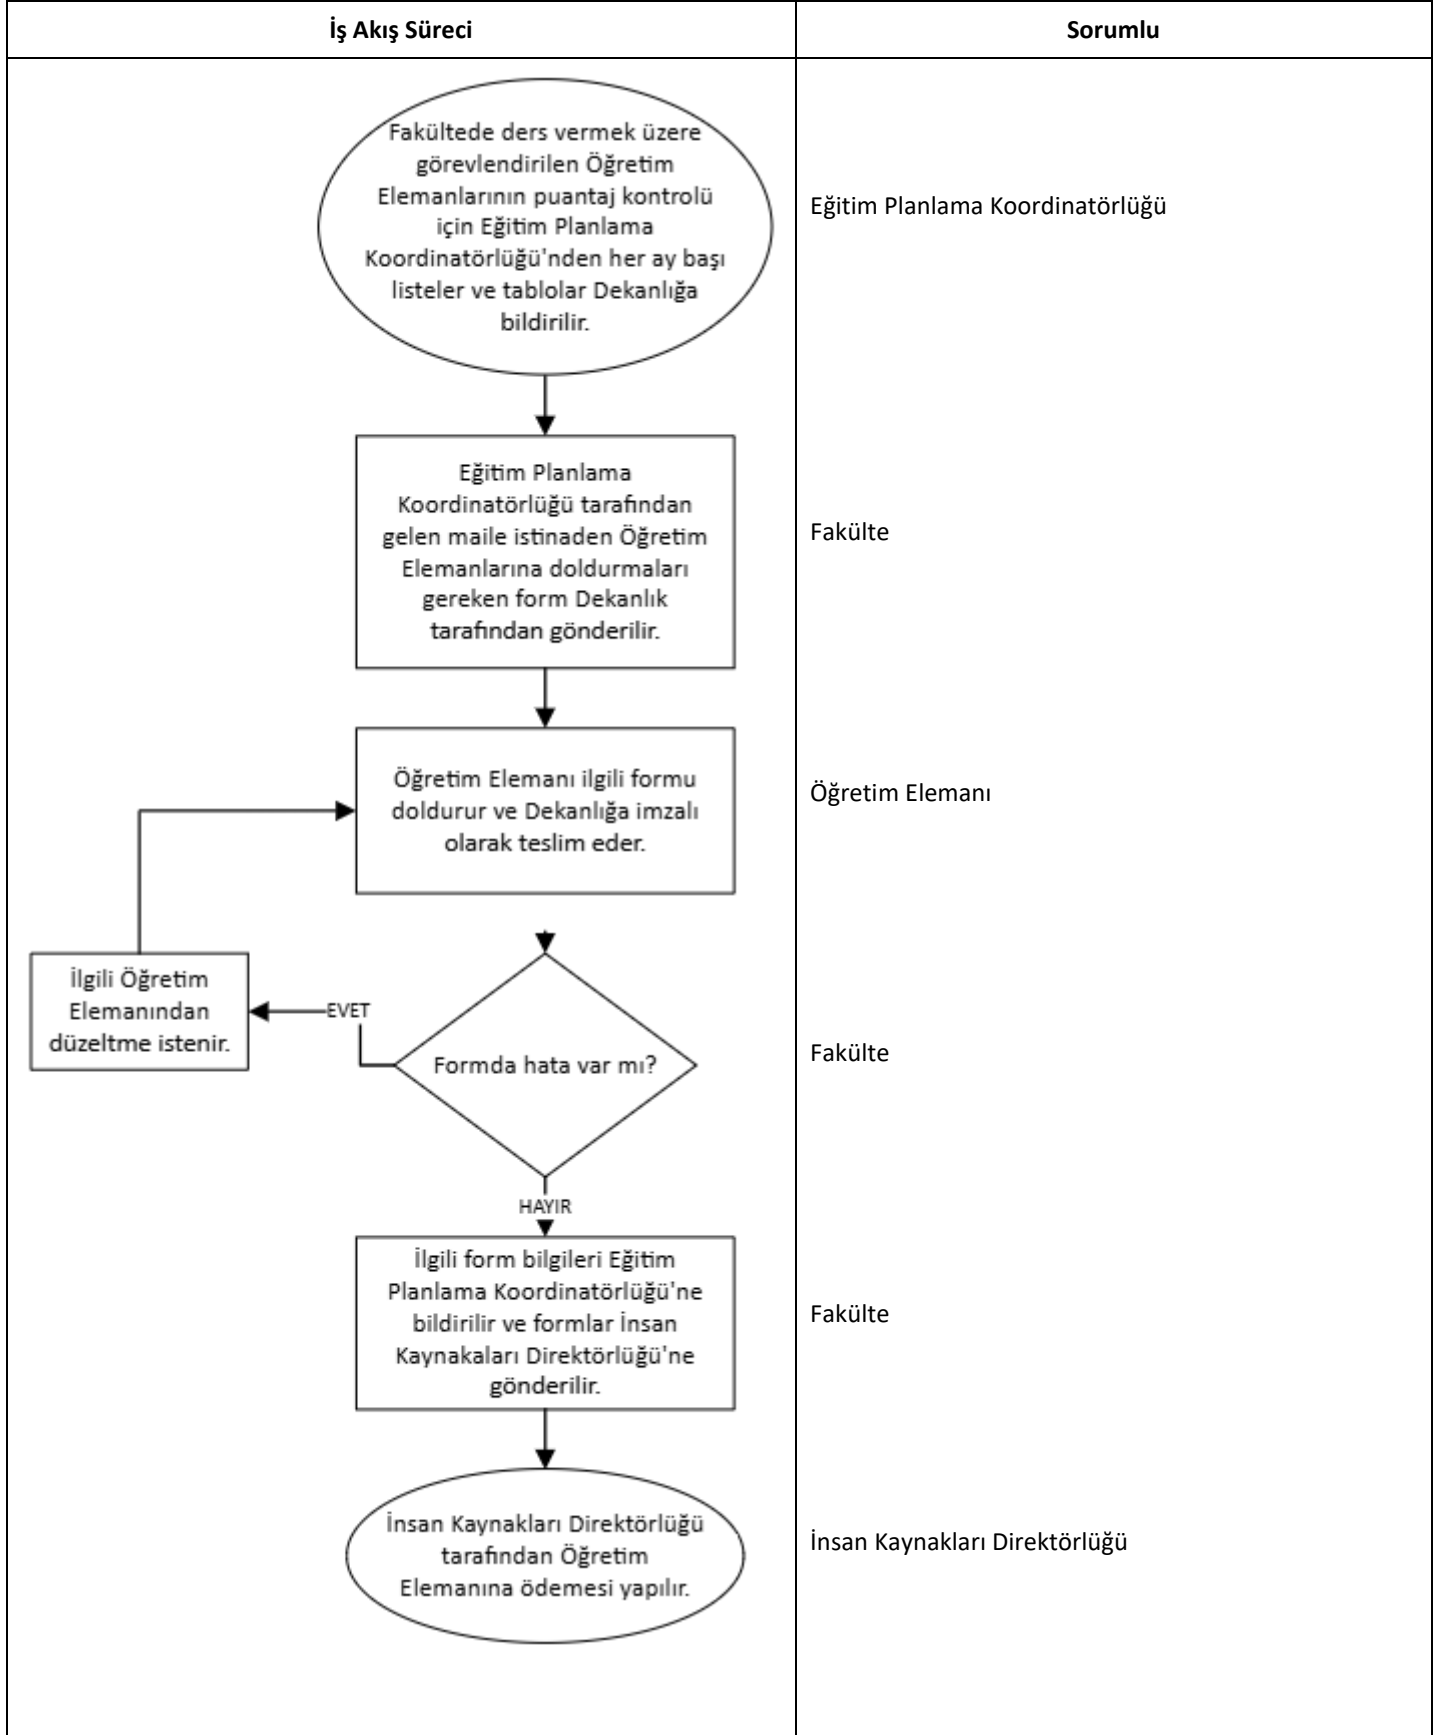 İş Akış Süreci
Sorumlu
Fakültede ders vermek üzere
görevlendirilen Öğretim
Elemanlarının puantaj kontrolü
için Eğitim Planlama
Koordinatörlüğü'nden her ay başı
listeler ve tablolar Dekanlığa
bildirilir.
Eğitim Planlama Koordinatörlüğü
Eğitim Planlama
Koordinatörlüğü tarafından
gelen maile istinaden Öğretim
Elemanlarına doldurmaları
gereken form Dekanlık
tarafından gönderilir.
Fakülte
Öğretim Elemanı ilgili formu
doldurur ve Dekanlığa imzalı
olarak teslim eder.
Öğretim Elemanı
İlgili Öğretim
Elemanından
düzeltme istenir.
EVET
Formda hata var mı?
Fakülte
HAYIR
İlgili form bilgileri Eğitim
Planlama Koordinatörlüğü'ne
bildirilir ve formlar İnsan
Kaynakaları Direktörlüğü'ne
gönderilir.
Fakülte
İnsan Kaynakları Direktörlüğü
tarafından Öğretim
Elemanına ödemesi yapılır.
İnsan Kaynakları Direktörlüğü